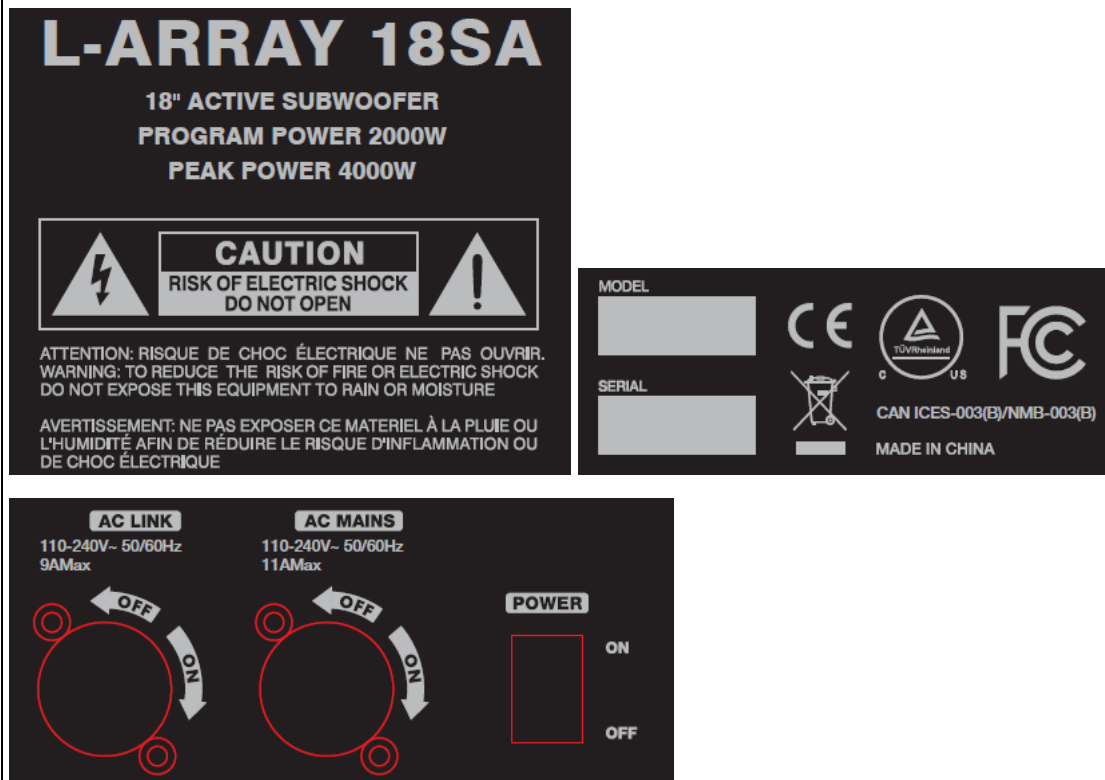 L-ARRAY 18SA
18" ACTIVE SUBWOOFER
PROGRAM POWER 2000W
PEAK POWER 4000W
CAUTION
RISK OF ELECTRIC SHOCK
DO NOT OPEN
ATTENTION: RISQUE DE CHOC ÉLECTRIQUE NE PAS OUVRIR.
WARNING: TO REDUCE THE RISK OF FIRE OR ELECTRIC SHOCK
DO NOT EXPOSE THIS EQUIPMENT TO RAIN OR MOISTURE
AVERTISSEMENT: NE PAS EXPOSER CE MATERIEL À LA PLUIE OU
L'HUMIDITÉ AFIN DE RÉDUIRE LE RISQUE D'INFLAMMATION OU
DE CHOC ÉLECTRIQUE
MODEL
SERIAL
CE
TÜVRheinland
C US
FC
CAN ICES-003(B)/NMB-003(B)
MADE IN CHINA
AC LINK
110-240V~ 50/60Hz
9AMax
OFF
ON
AC MAINS
110-240V~ 50/60Hz
11AMax
OFF
ON
POWER
ON
OFF